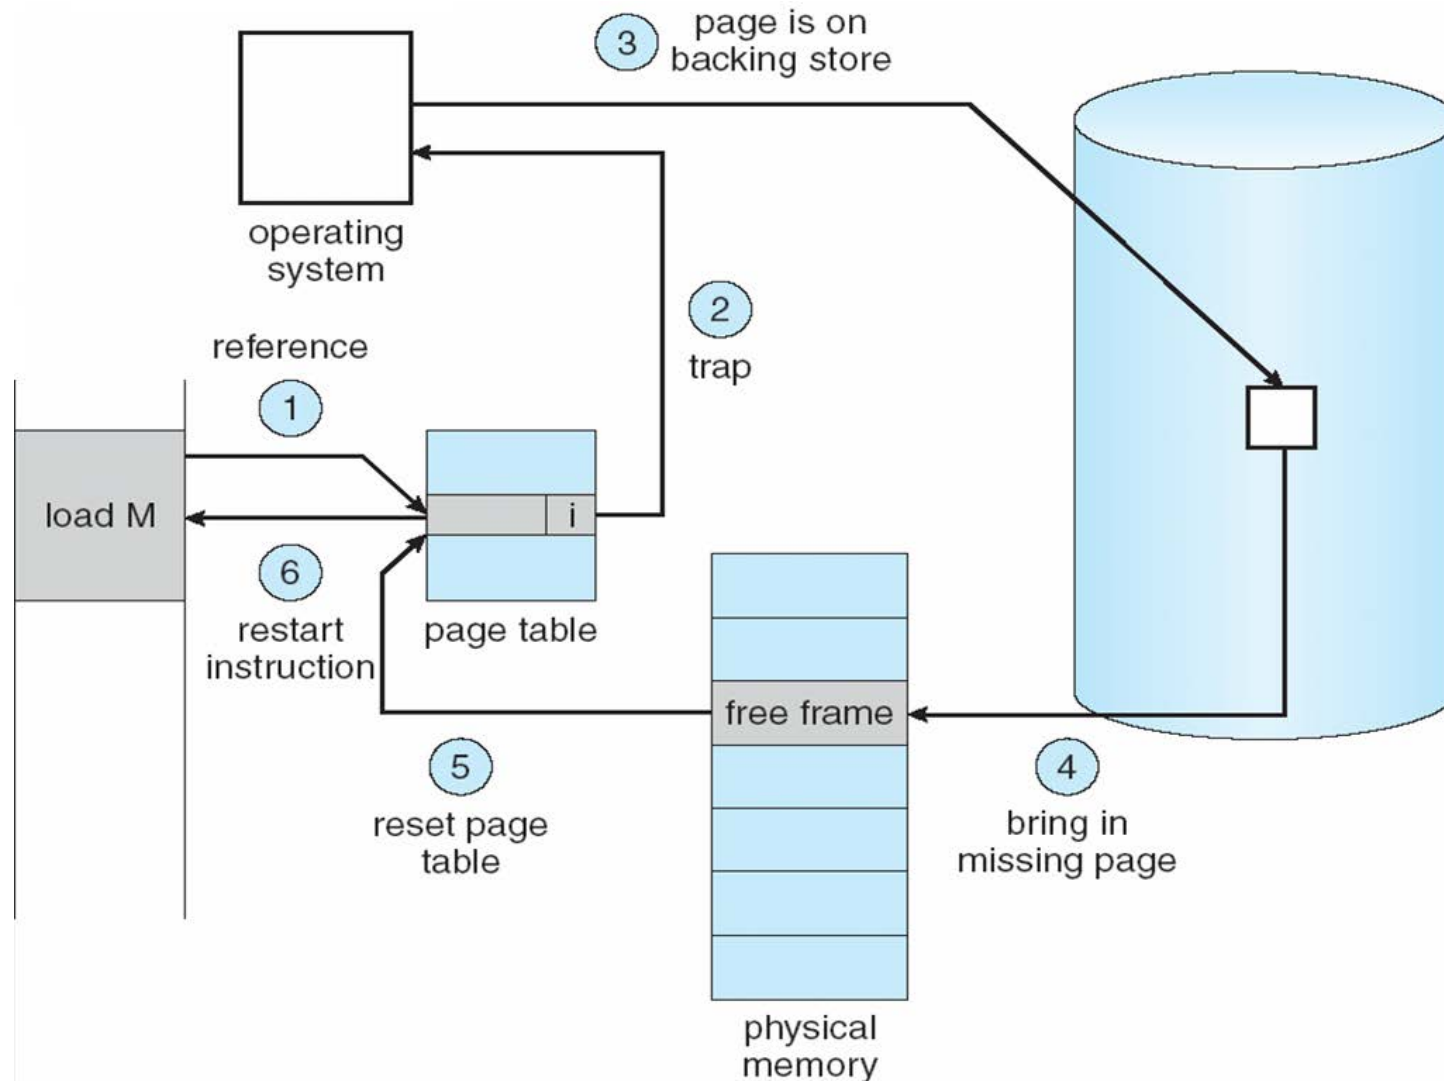 3
page is on
backing store
operating
system
2
trap
reference
1
load M
i
6
restart
instruction
page table
free frame
5
reset page
table
4
bring in
missing page
physical
memory